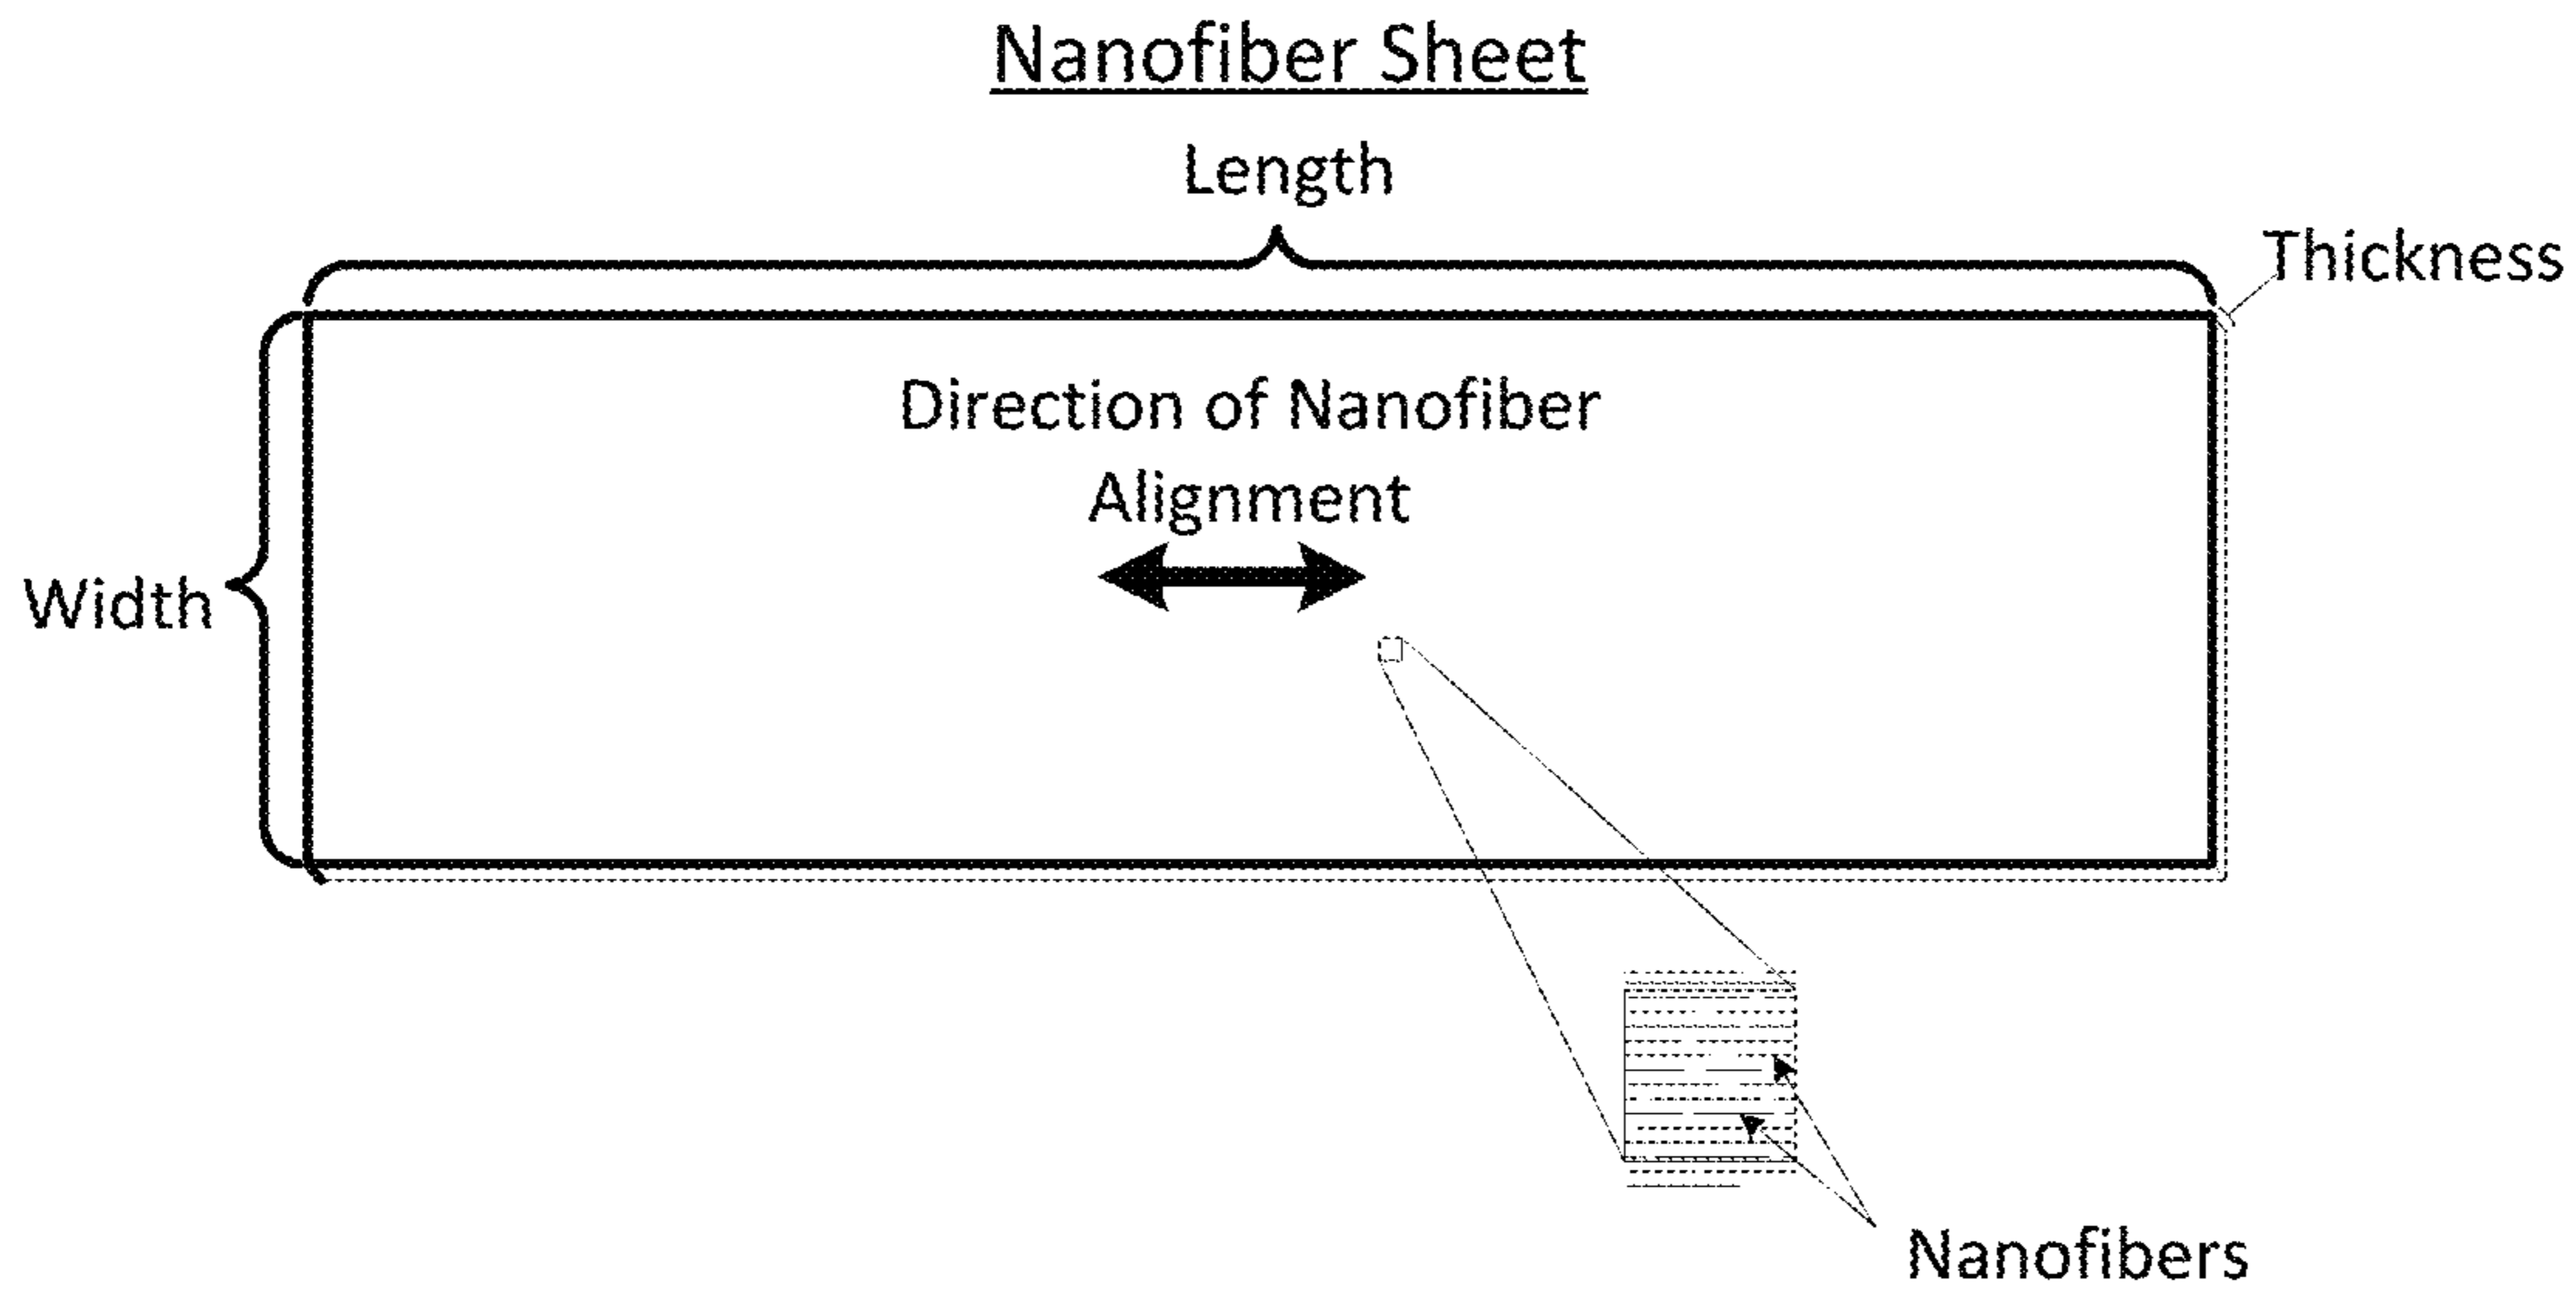 Nanofiber Sheet
Length
Thickness
Direction of Nanofiber
Alignment
Width
Nanofibers